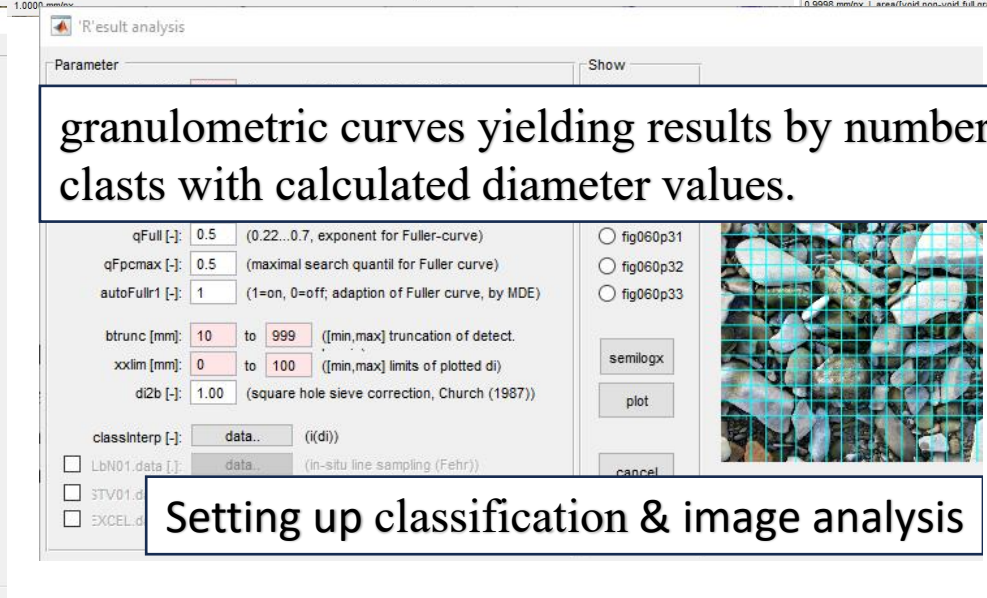 1.0000 mm/px
0.9998 mm/px | area/[void non-void full gr
'R'esult analysis
Parameter
Show
granulometric curves yielding results by number
clasts with calculated diameter values.
qFull [-]: 0.5 (0.22...0.7, exponent for Fuller-curve)
fig060p31
qFpcmax [-]: 0.5 (maximal search quantil for Fuller curve)
fig060p32
autoFullr1 [-]: 1 (1=on, 0=off; adaption of Fuller curve, by MDE)
fig060p33
btrunc [mm]: 10 to 999 ([min,max] truncation of detect.
xxlim [mm]: 0 to 100 ([min,max] limits of plotted di)
semilogx
di2b [-]: 1.00 (square hole sieve correction, Church (1987))
plot
classInterp [-]: data.. (i(di))
LbN01.data [.]: data.. (in-situ line sampling (Fehr))
cancel
STV01.d
EXCEL.d
Setting up classification & image analysis